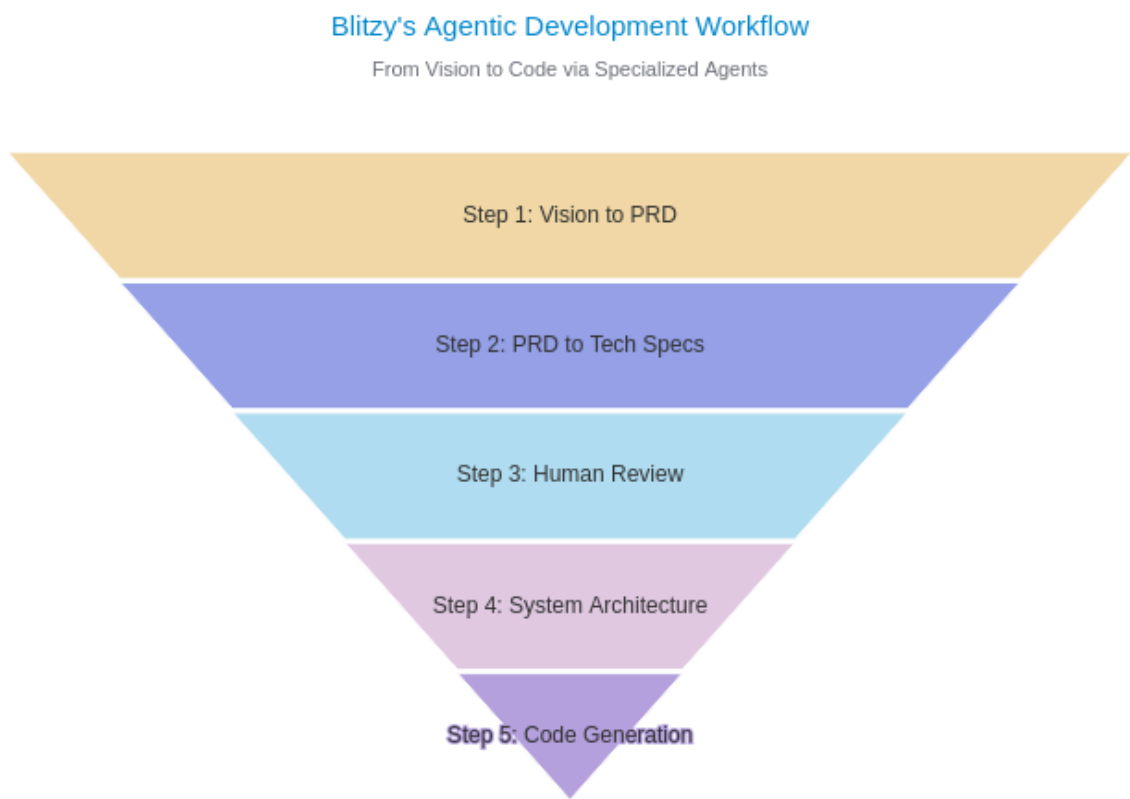 Blitzy's Agentic Development Workflow
From Vision to Code via Specialized Agents
Step 1: Vision to PRD
Step 2: PRD to Tech Specs
Step 3: Human Review
Step 4: System Architecture
Step 5: Code Generation